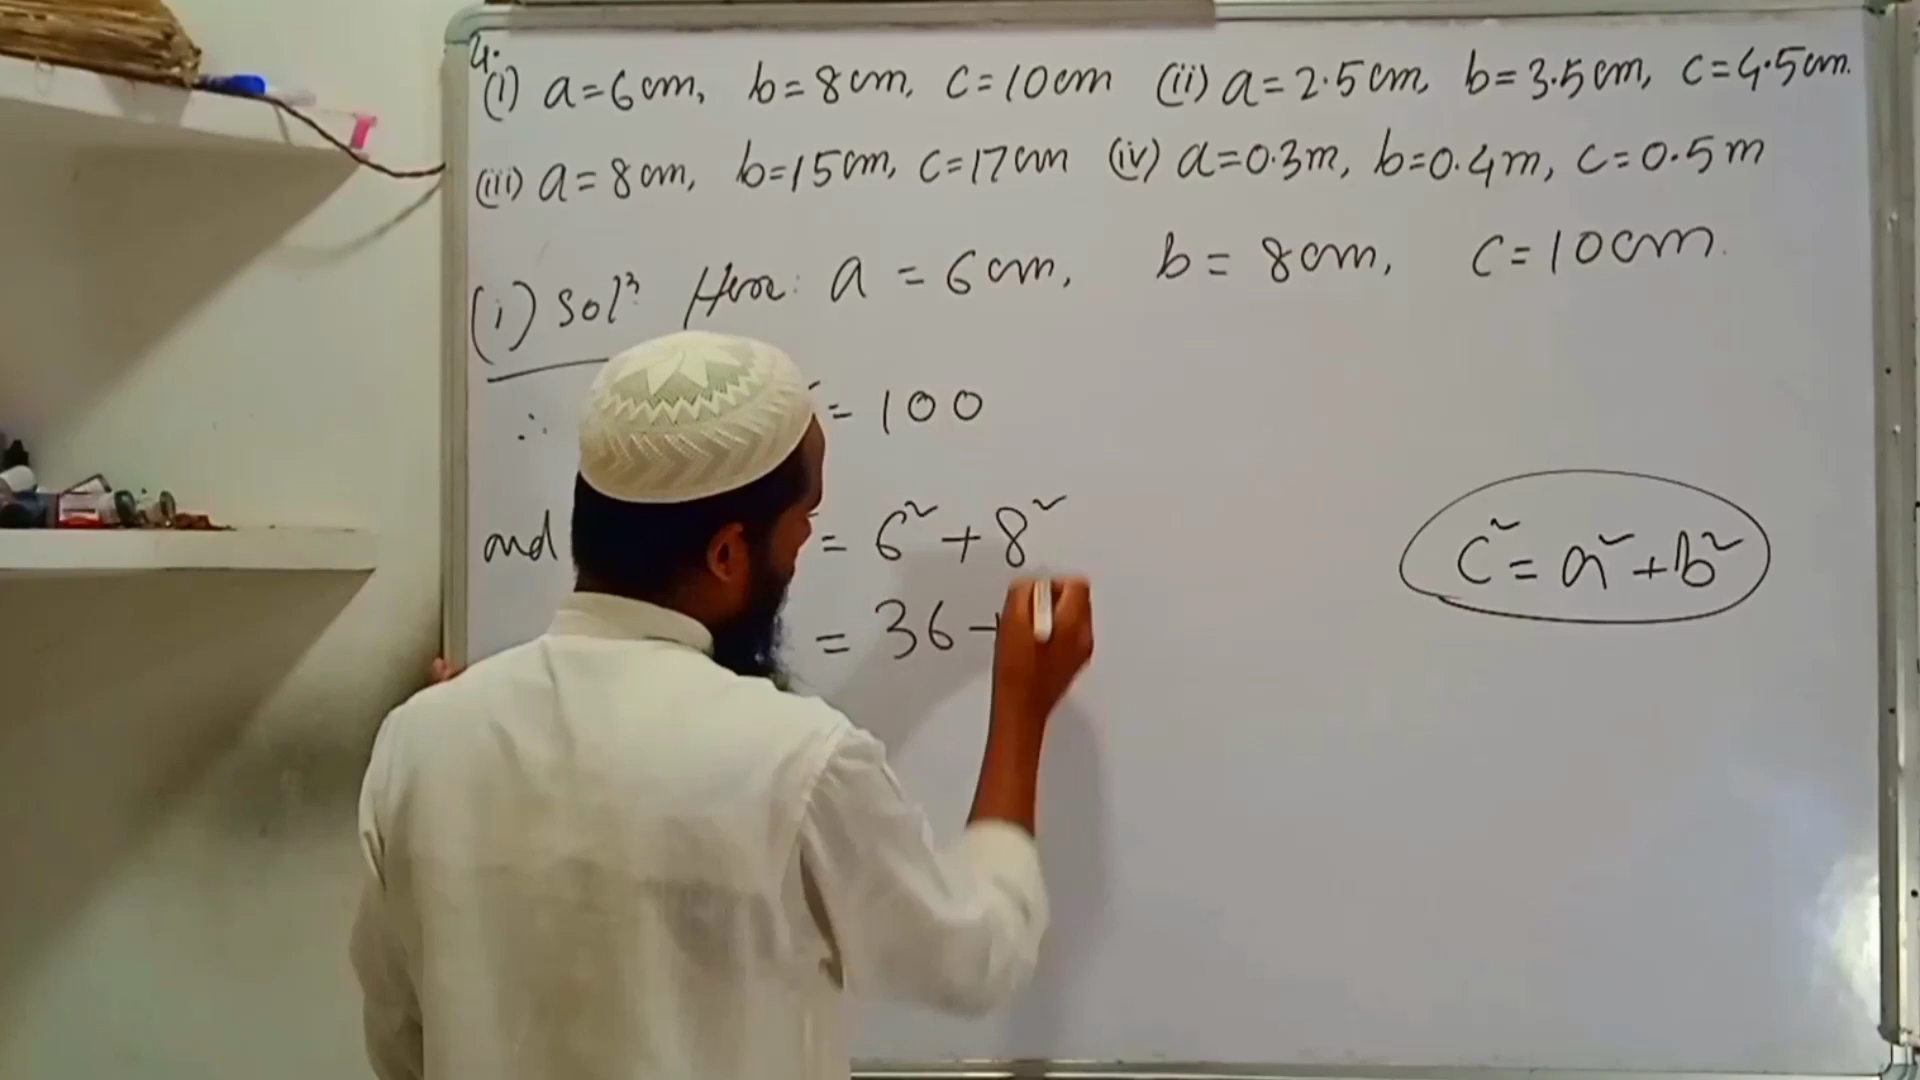 4.
(i) a=6cm, b=8cm, c=10cm (ii) a=2.5cm, b=3.5cm, c=4.5cm.
(iii) a=8cm, b=15cm, c=17cm (iv) a=0.3m, b=0.4m, c=0.5m
(i) Solⁿ Here: a = 6cm, b = 8cm, c=10cm.
∴ ² = 100
and = 6²+8²
= 36+
c²=a²+b²